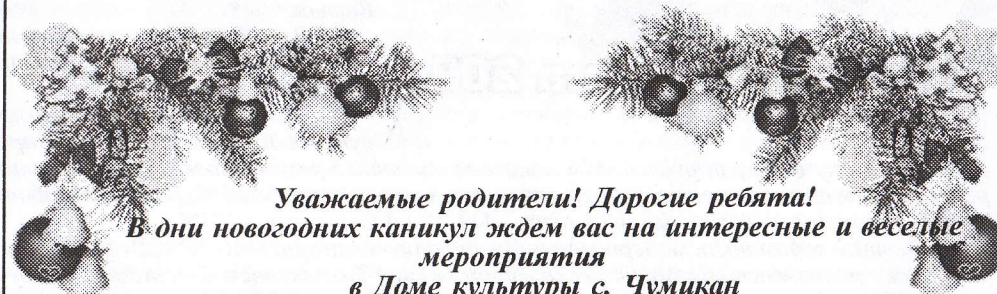 Уважаемые родители! Дорогие ребята!
В дни новогодних каникул ждем вас на интересные и веселые
мероприятия
в Доме культуры с. Чумикан